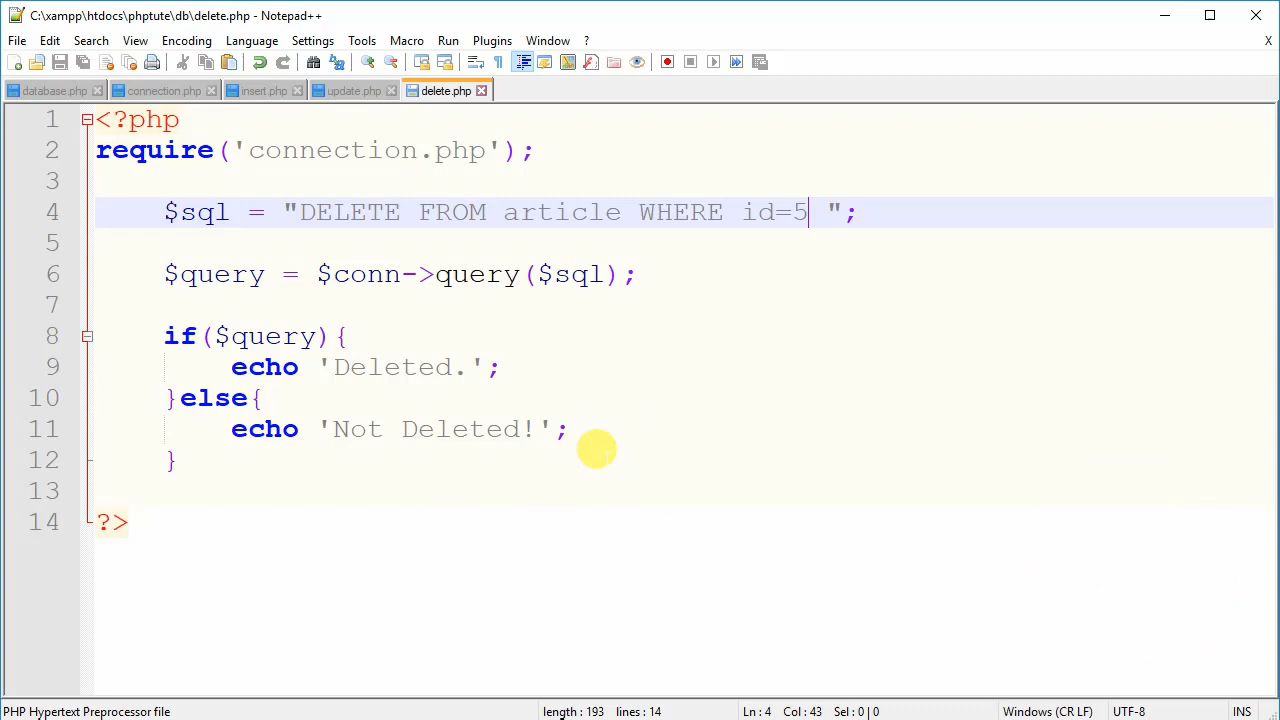 C:\xampp\htdocs\phptute\db\delete.php - Notepad++
File Edit Search View Encoding Language Settings Tools Macro Run Plugins Window ? X
database.php connection.php insert.php update.php delete.php
1 <?php
2 require('connection.php');
3
4 $sql = "DELETE FROM article WHERE id=5 ";
5
6 $query = $conn->query($sql);
7
8 if($query){
9 echo 'Deleted.';
10 }else{
11 echo 'Not Deleted!';
12 }
13
14 ?>
PHP Hypertext Preprocessor file length : 193 lines : 14 Ln : 4 Col : 43 Sel : 0 | 0 Windows (CR LF) UTF-8 INS